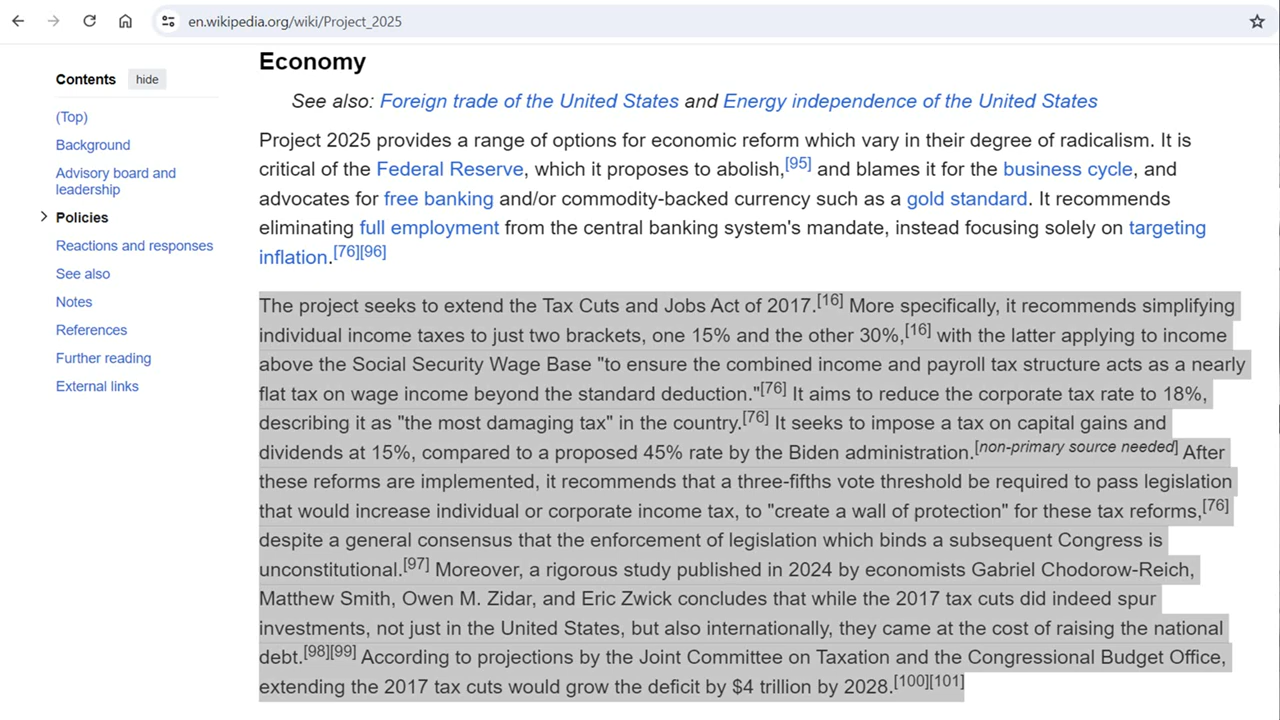 en.wikipedia.org/wiki/Project_2025
Contents hide
(Top)
Background
Advisory board and
leadership
Policies
Reactions and responses
See also
Notes
References
Further reading
External links
Economy
See also: Foreign trade of the United States and Energy independence of the United States
Project 2025 provides a range of options for economic reform which vary in their degree of radicalism. It is
critical of the Federal Reserve, which it proposes to abolish,[95] and blames it for the business cycle, and
advocates for free banking and/or commodity-backed currency such as a gold standard. It recommends
eliminating full employment from the central banking system's mandate, instead focusing solely on targeting
inflation.[76][96]
The project seeks to extend the Tax Cuts and Jobs Act of 2017.[16] More specifically, it recommends simplifying
individual income taxes to just two brackets, one 15% and the other 30%,[16] with the latter applying to income
above the Social Security Wage Base "to ensure the combined income and payroll tax structure acts as a nearly
flat tax on wage income beyond the standard deduction."[76] It aims to reduce the corporate tax rate to 18%,
describing it as "the most damaging tax" in the country.[76] It seeks to impose a tax on capital gains and
dividends at 15%, compared to a proposed 45% rate by the Biden administration.[non-primary source needed] After
these reforms are implemented, it recommends that a three-fifths vote threshold be required to pass legislation
that would increase individual or corporate income tax, to "create a wall of protection" for these tax reforms,[76]
despite a general consensus that the enforcement of legislation which binds a subsequent Congress is
unconstitutional.[97] Moreover, a rigorous study published in 2024 by economists Gabriel Chodorow-Reich,
Matthew Smith, Owen M. Zidar, and Eric Zwick concludes that while the 2017 tax cuts did indeed spur
investments, not just in the United States, but also internationally, they came at the cost of raising the national
debt.[98][99] According to projections by the Joint Committee on Taxation and the Congressional Budget Office,
extending the 2017 tax cuts would grow the deficit by $4 trillion by 2028.[100][101]